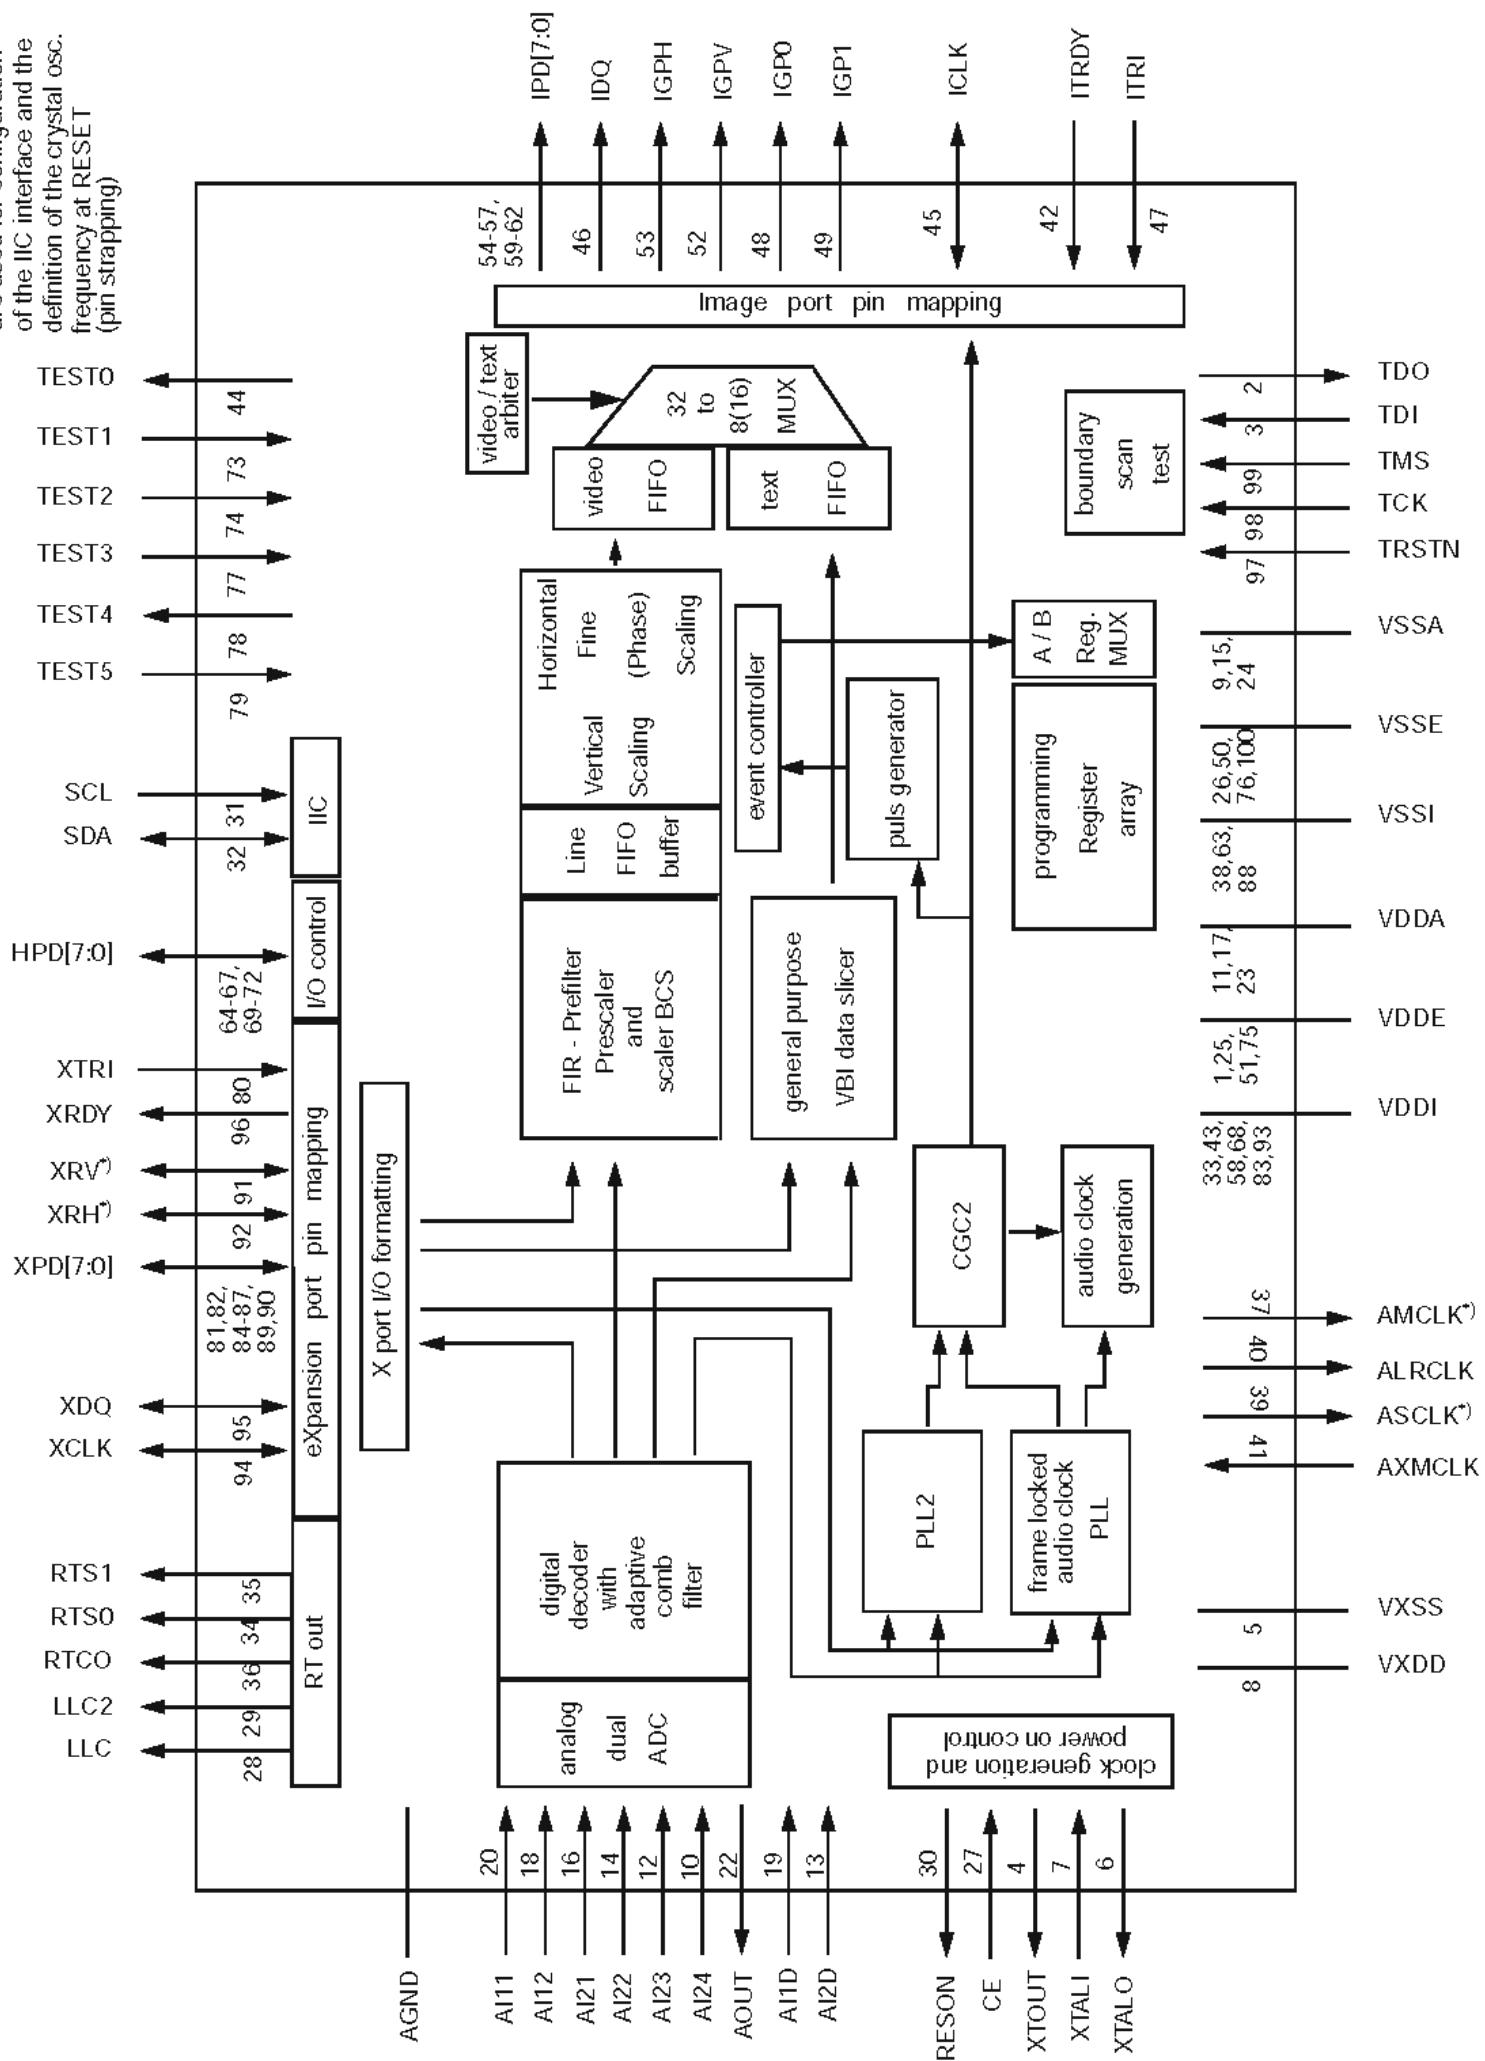 of the IIC interface and the
definition of the crystal osc.
frequency at RESET
(pin strapping)
TEST0
44
TEST1
73
TEST2
74
TEST3
77
TEST4
78
TEST5
79
SCL
31
SDA
32
IIC
HPD[7:0]
64-67,
69-72
I/O control
XTRI
80
XRDY
96
XRV*)
91
XRH*)
92
XPD[7:0]
81,82,
84-87,
89,90
XDQ
95
XCLK
94
eXpansion port pin mapping
RTS1
35
RTS0
34
RTCO
36
LLC2
29
LLC
28
RT out
X port I/O formatting
AGND
AI11
20
AI12
18
AI21
16
AI22
14
AI23
12
AI24
10
AOUT
22
AI1D
19
AI2D
13
RESON
30
CE
27
XTOUT
4
XTALI
7
XTALO
6
analog
dual
ADC
digital
decoder
with
adaptive
comb
filter
FIR - Prefilter
Prescaler
and
scaler BCS
Line
FIFO
buffer
Vertical
Scaling
Horizontal
Fine
(Phase)
Scaling
video
FIFO
text
FIFO
video / text
arbiter
32
to
8(16)
MUX
Image port pin mapping
general purpose
VBI data slicer
event controller
puls generator
A / B
Reg.
MUX
programming
Register
array
boundary
scan
test
CGC2
audio clock
generation
PLL2
frame locked
audio clock
PLL
clock generation and
power on control
IPD[7:0]
54-57,
59-62
IDQ
46
IGPH
53
IGPV
52
IGP0
48
IGP1
49
ICLK
45
ITRDY
42
ITRI
47
TDO
2
TDI
3
TMS
99
TCK
98
TRSTN
97
VSSA
9,15,
24
VSSE
26,50,
76,100
VSSI
38,63,
88
VDDA
11,17,
23
VDDE
1,25,
51,75
VDDI
33,43,
58,68,
83,93
AMCLK*)
37
ALRCLK
40
ASCLK*)
39
AXMCLK
41
VXSS
5
VXDD
8